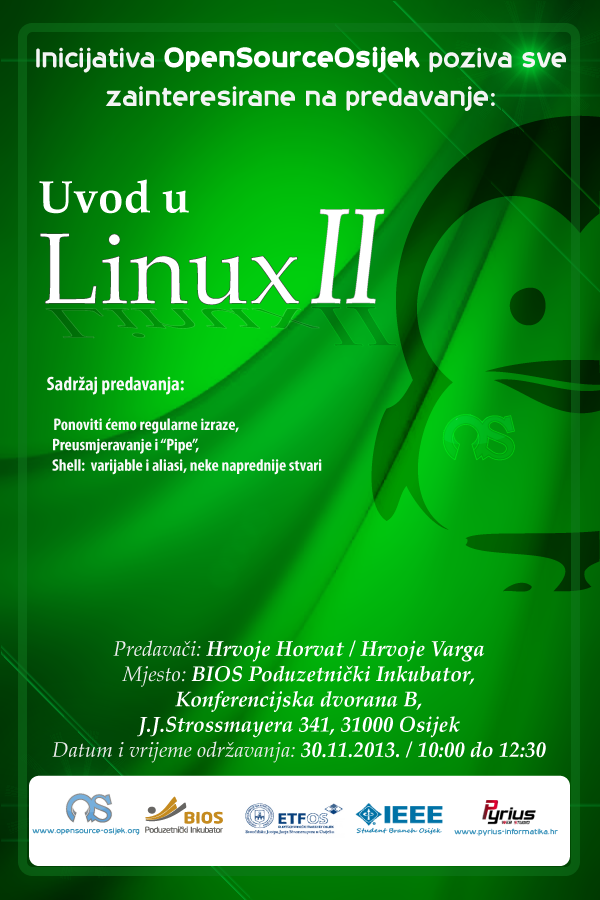 Inicijativa OpenSourceOsijek poziva sve
zainteresirane na predavanje:
Uvod u
Linux II
Sadržaj predavanja:
Ponoviti ćemo regularne izraze,
Preusmjeravanje i “Pipe”,
Shell: varijable i aliasi, neke naprednije stvari
Predavači: Hrvoje Horvat / Hrvoje Varga
Mjesto: BIOS Poduzetnički Inkubator,
Konferencijska dvorana B,
J.J.Strossmayera 341, 31000 Osijek
Datum i vrijeme održavanja: 30.11.2013. / 10:00 do 12:30
www.opensource-osijek.org
BIOS
Poduzetnički Inkubator
ETFOS
IEEE
Student Branch Osijek
Pyrius
WEB STUDIO
www.pyrius-informatika.hr